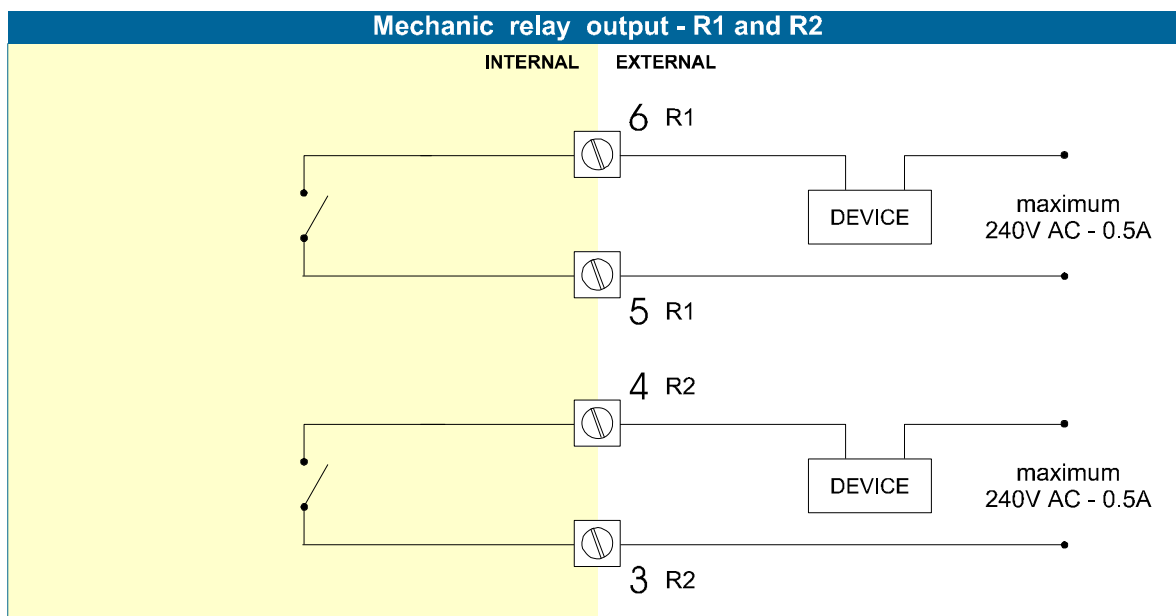 Mechanic relay output - R1 and R2
INTERNAL EXTERNAL
6 R1
DEVICE
maximum
240V AC - 0.5A
5 R1
4 R2
DEVICE
maximum
240V AC - 0.5A
3 R2